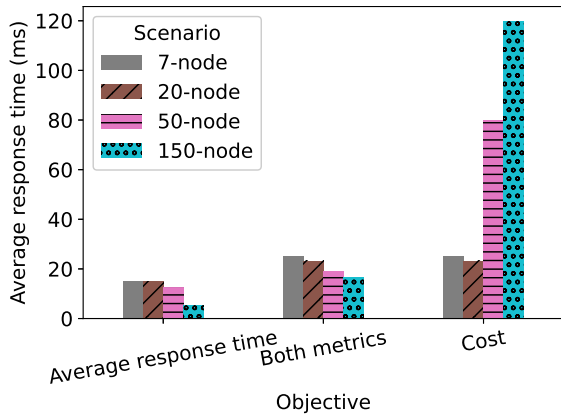 Average response time (ms)
120
100
80
60
40
20
0
Scenario
7-node
20-node
50-node
150-node
Average response time
Both metrics
Cost
Objective